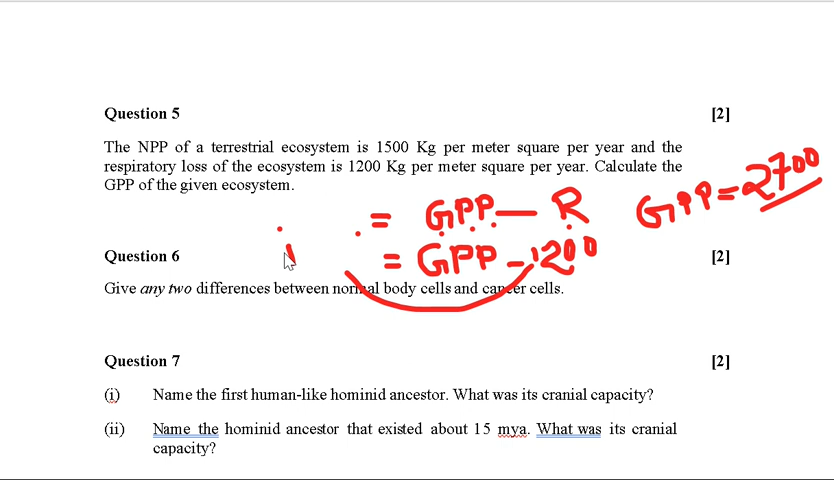 Question 5 [2]
The NPP of a terrestrial ecosystem is 1500 Kg per meter square per year and the
respiratory loss of the ecosystem is 1200 Kg per meter square per year. Calculate the
GPP of the given ecosystem.
= GPP - R GPP = 2700
Question 6 [2]
= GPP - 1200
Give any two differences between normal body cells and cancer cells.
Question 7 [2]
(i) Name the first human-like hominid ancestor. What was its cranial capacity?
(ii) Name the hominid ancestor that existed about 15 mya. What was its cranial
capacity?